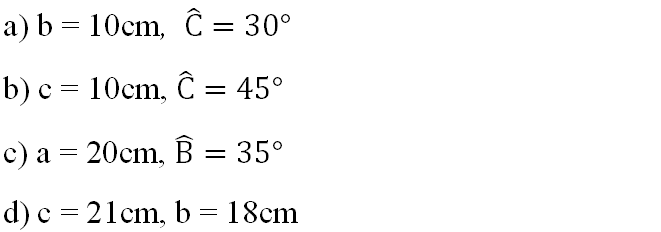 a) b = 10cm, Ĉ = 30°
b) c = 10cm, Ĉ = 45°
c) a = 20cm, B̂ = 35°
d) c = 21cm, b = 18cm